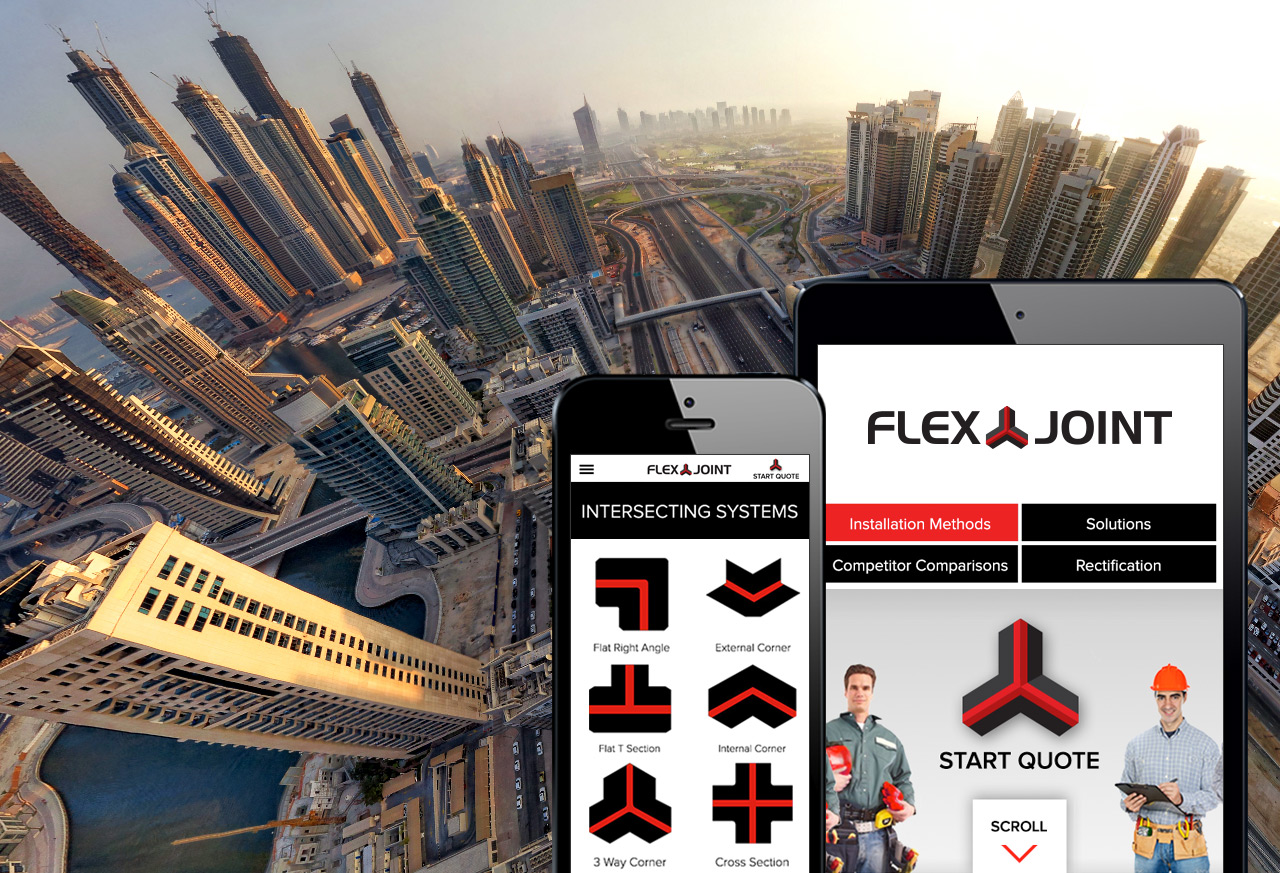 FLEX JOINT
START QUOTE
INTERSECTING SYSTEMS
Flat Right Angle
External Corner
Flat T Section
Internal Corner
3 Way Corner
Cross Section
FLEX JOINT
Installation Methods
Solutions
Competitor Comparisons
Rectification
START QUOTE
SCROLL